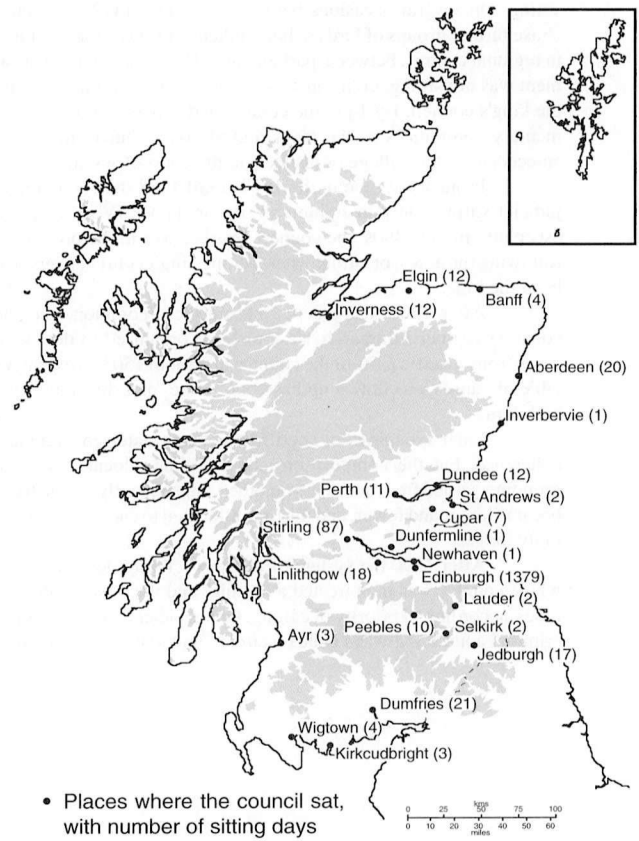 Elgin (12)
Banff (4)
Inverness (12)
Aberdeen (20)
Inverbervie (1)
Dundee (12)
Perth (11)
St Andrews (2)
Cupar (7)
Stirling (87)
Dunfermline (1)
Newhaven (1)
Linlithgow (18)
Edinburgh (1379)
Lauder (2)
Peebles (10)
Selkirk (2)
Ayr (3)
Jedburgh (17)
Dumfries (21)
Wigtown (4)
Kirkcudbright (3)
• Places where the council sat,
with number of sitting days
kms
0 25 50 75 100
0 10 20 30 40 50 60
miles